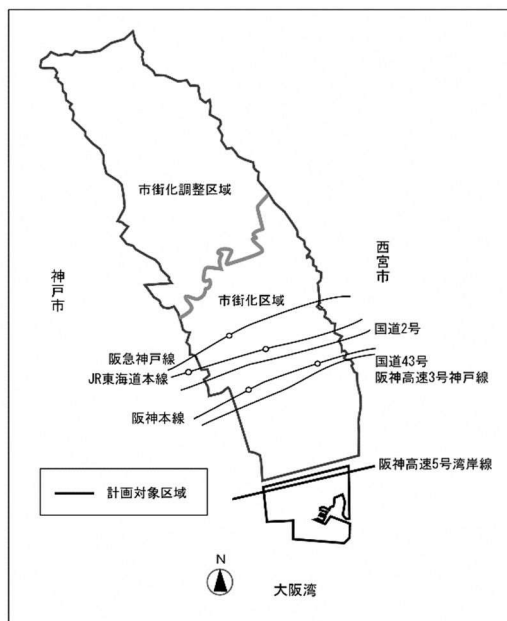 市街化調整区域
神戸市
西宮市
市街化区域
国道2号
阪急神戸線
国道43号
JR東海道本線
阪神高速3号神戸線
阪神本線
阪神高速5号湾岸線
計画対象区域
N
大阪湾